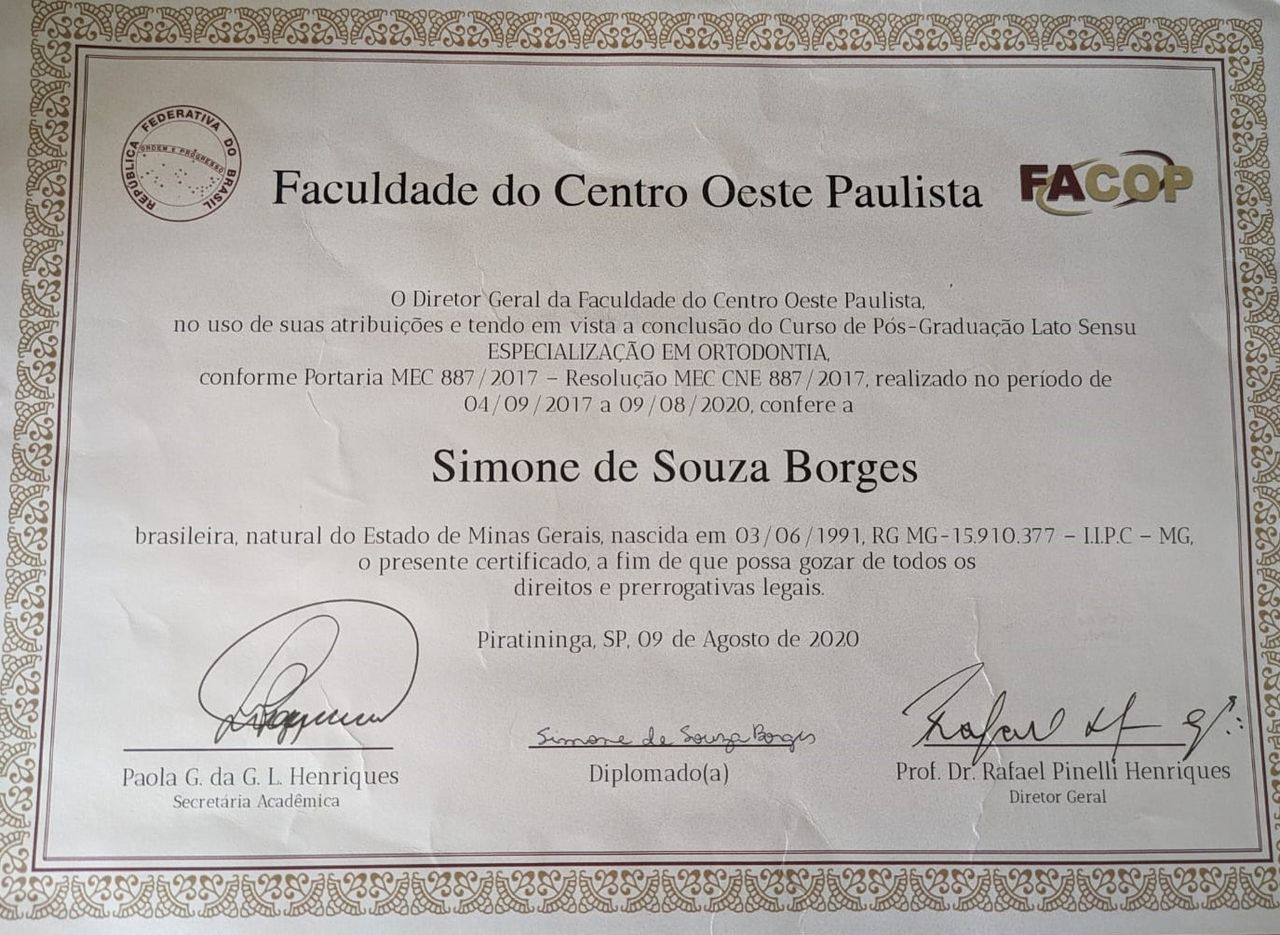 REPÚBLICA FEDERATIVA DO BRASIL
ORDEM E PROGRESSO
Faculdade do Centro Oeste Paulista
FACOP
O Diretor Geral da Faculdade do Centro Oeste Paulista,
no uso de suas atribuições e tendo em vista a conclusão do Curso de Pós-Graduação Lato Sensu
ESPECIALIZAÇÃO EM ORTODONTIA,
conforme Portaria MEC 887/2017 – Resolução MEC CNE 887/2017, realizado no período de
04/09/2017 a 09/08/2020, confere a
Simone de Souza Borges
brasileira, natural do Estado de Minas Gerais, nascida em 03/06/1991, RG MG-15.910.377 – I.I.P.C – MG,
o presente certificado, a fim de que possa gozar de todos os
direitos e prerrogativas legais.
Piratininga, SP, 09 de Agosto de 2020
Simone de Souza Borges
Paola G. da G. L. Henriques
Secretária Acadêmica
Diplomado(a)
Prof. Dr. Rafael Pinelli Henriques
Diretor Geral